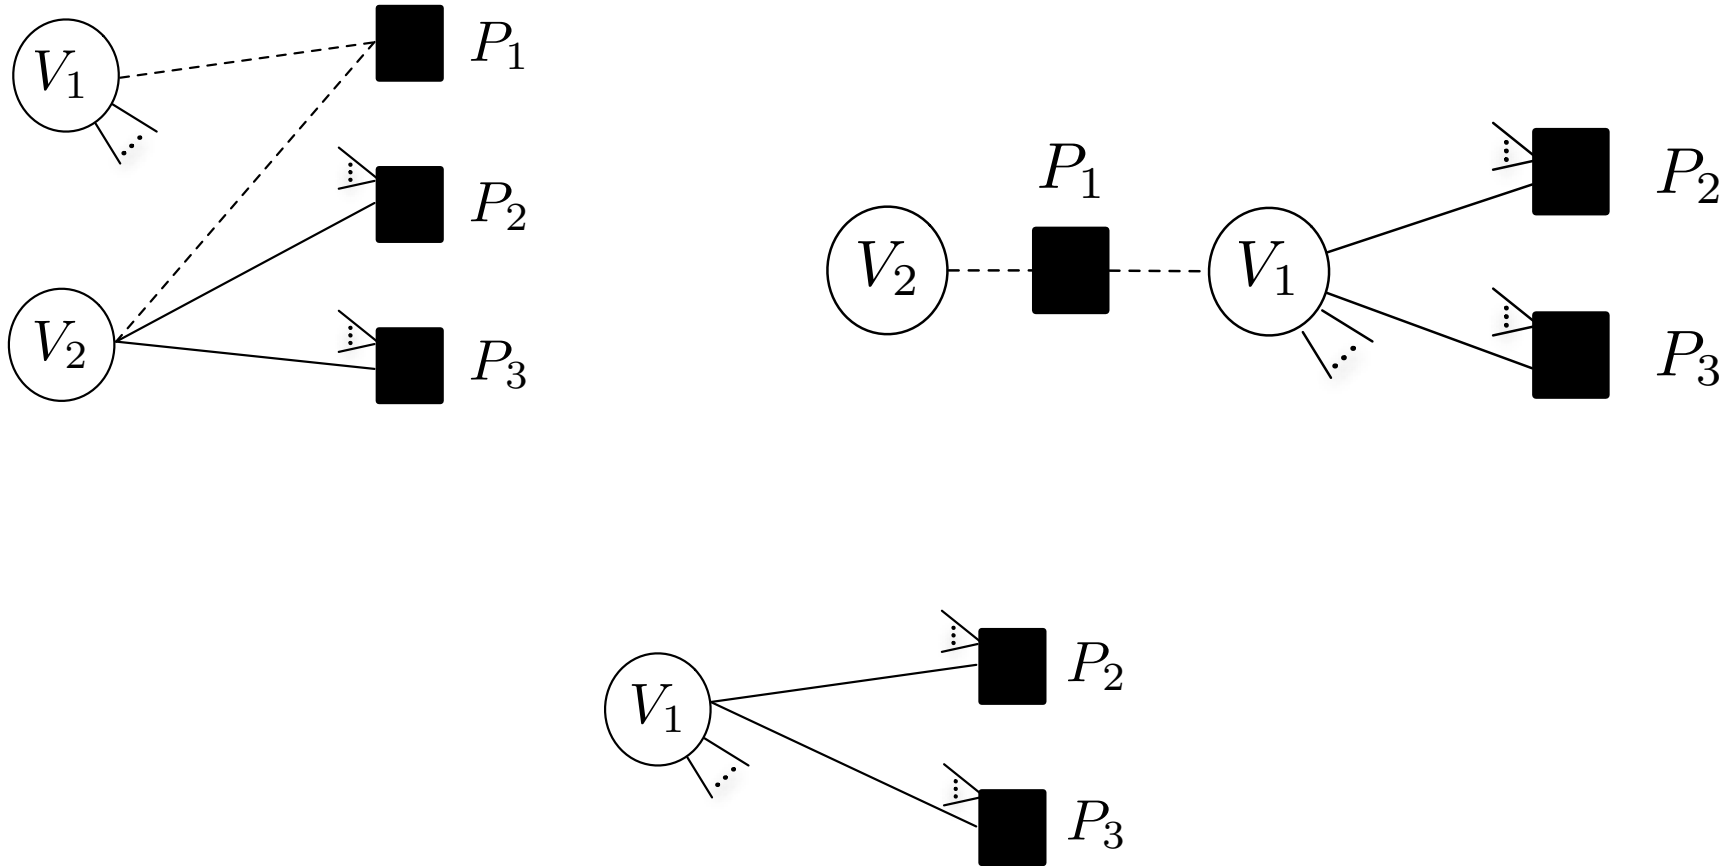 V₁ P₁
P₂
V₂ P₃
P₁
V₂ V₁ P₂
P₃
V₁ P₂
P₃